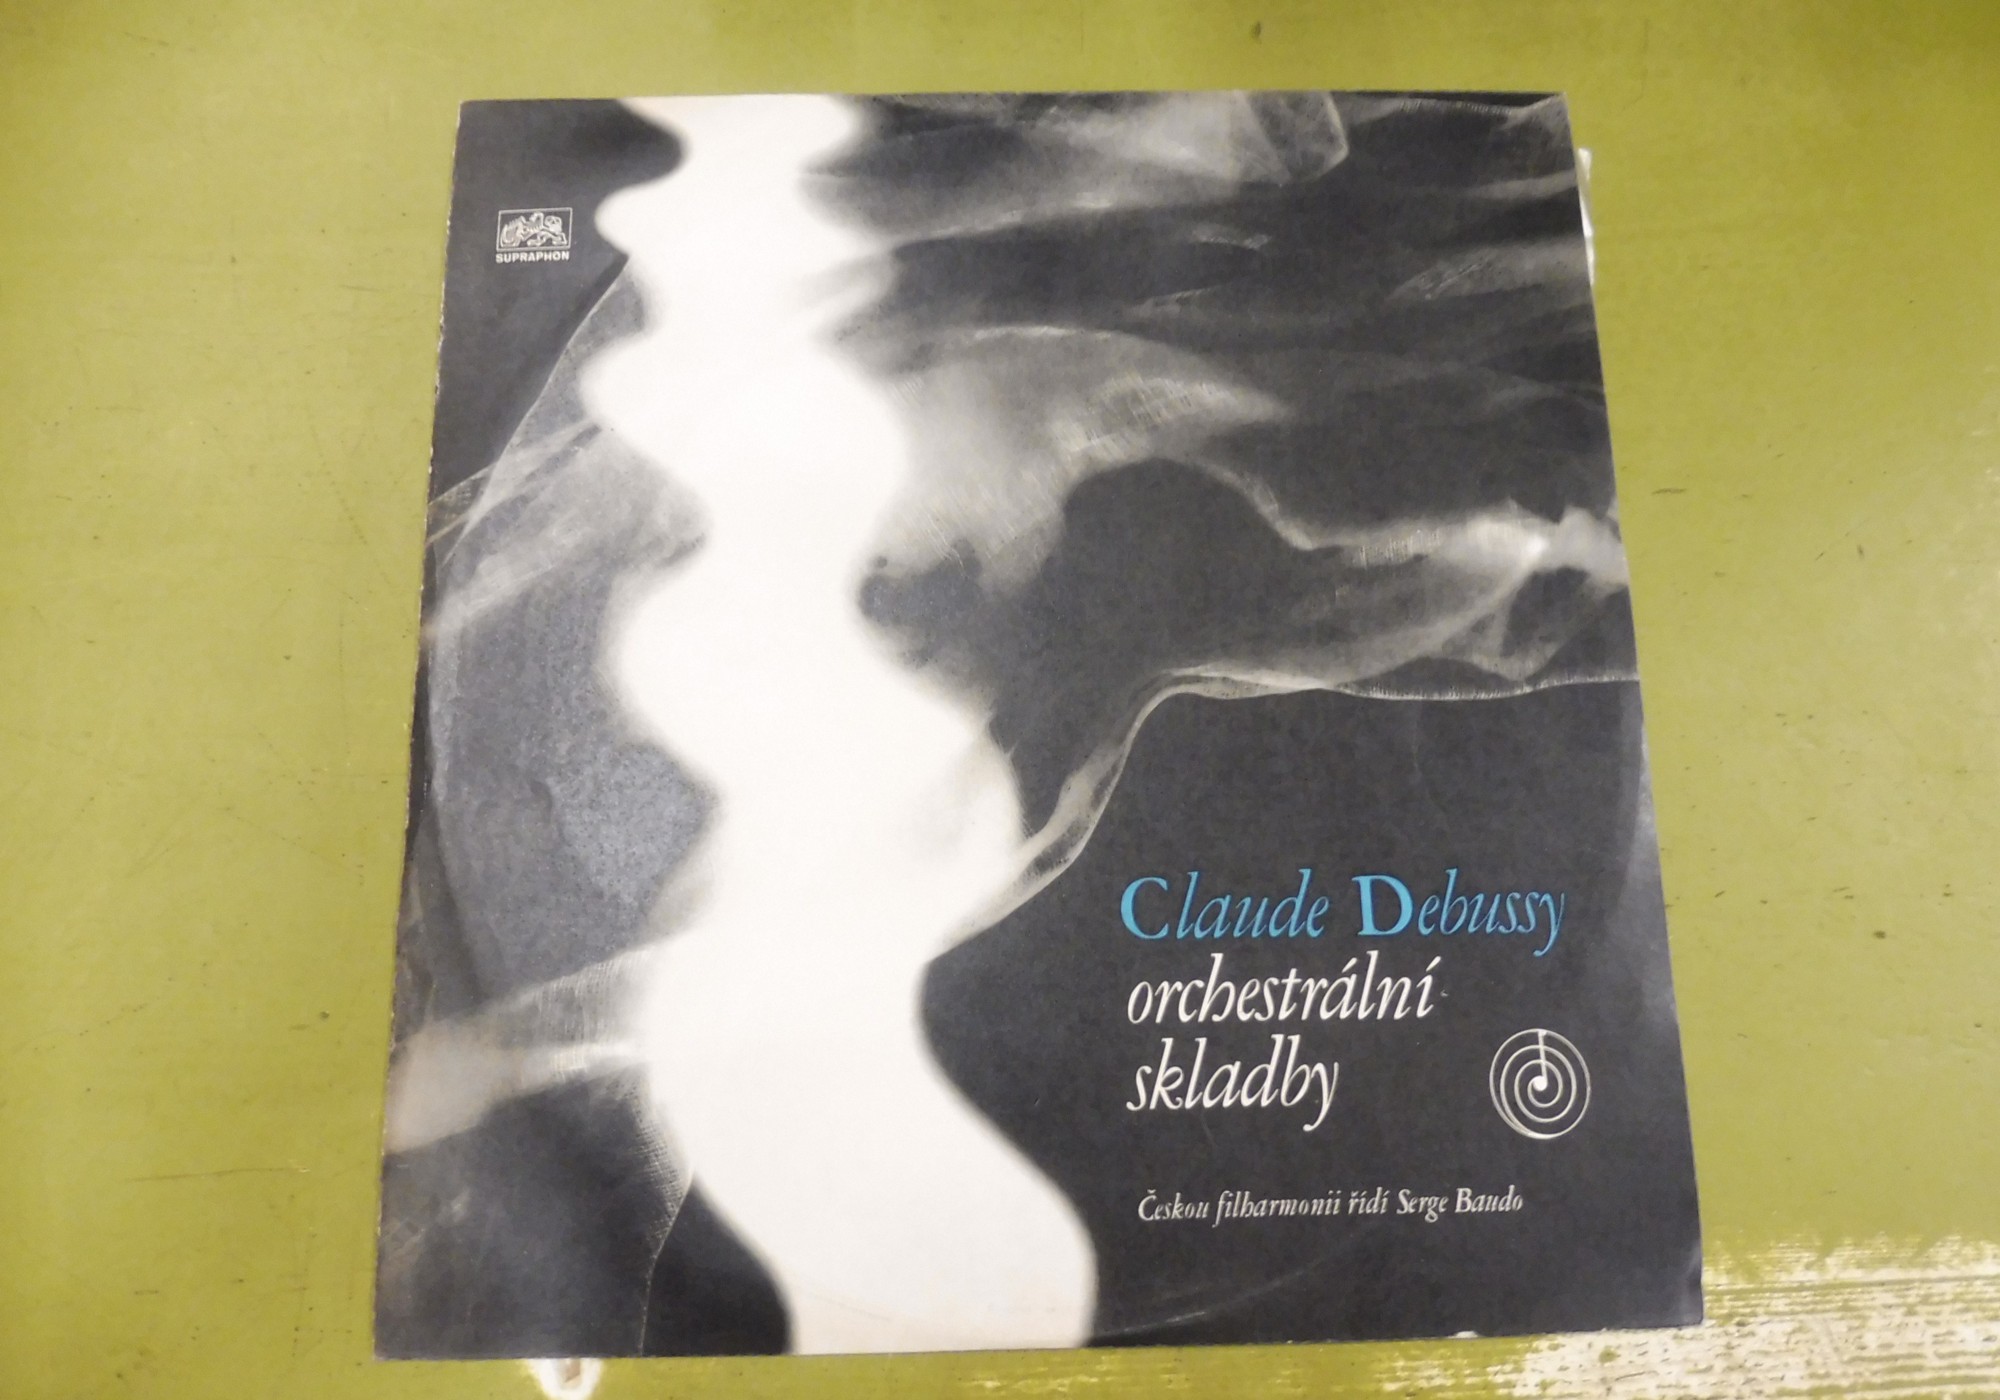 SUPRAPHON
Claude Debussy
orchestrální
skladby
Českou filharmonii řídí Serge Baudo